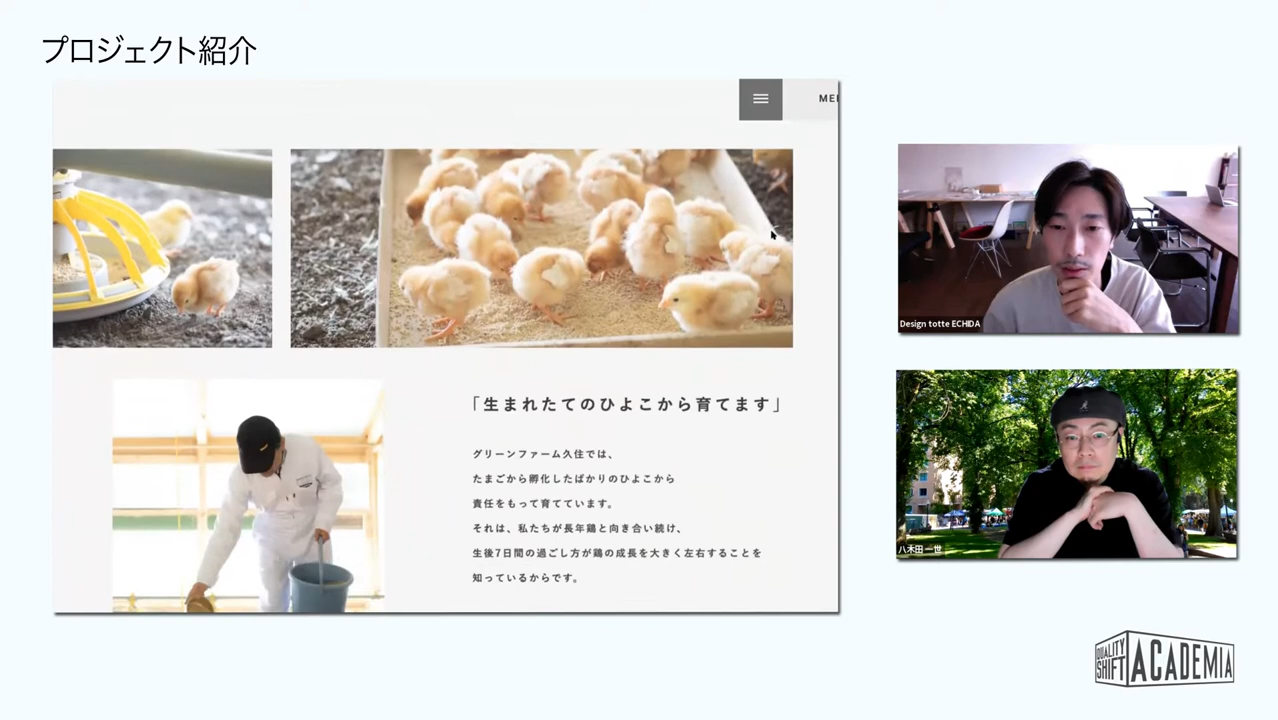 プロジェクト紹介
MEI
「生まれたてのひよこから育てます」
グリーンファーム久住では、
たまごから孵化したばかりのひよこから
責任をもって育てています。
それは、私たちが長年鶏と向き合い続け、
生後7日間の過ごし方が鶏の成長を大きく左右することを
知っているからです。
Design totte ECHIDA
八木田 一世
QUALITY
SHIFT
ACADEMIA